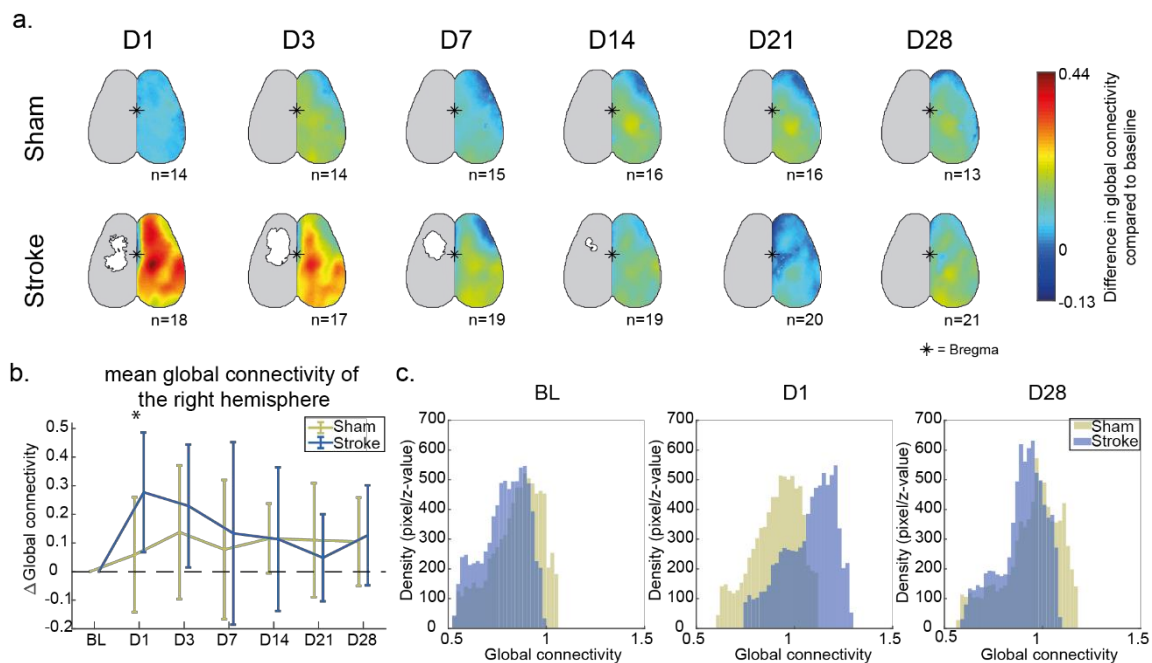 a.
D1 D3 D7 D14 D21 D28
Sham
n=14 n=14 n=15 n=16 n=16 n=13
Stroke
n=18 n=17 n=19 n=19 n=20 n=21
0.44
0
-0.13
Difference in global connectivity
compared to baseline
= Bregma
b.
mean global connectivity of
the right hemisphere
*
Sham
Stroke
0.5
0.4
0.3
0.2
0.1
0
-0.1
-0.2
Δ Global connectivity
BL D1 D3 D7 D14 D21 D28
c.
BL
700
600
500
400
300
200
100
0
Density (pixel/z-value)
0.5 1 1.5
Global connectivity
D1
700
600
500
400
300
200
100
0
Density (pixel/z-value)
0.5 1 1.5
Global connectivity
D28
Sham
Stroke
700
600
500
400
300
200
100
0
Density (pixel/z-value)
0.5 1 1.5
Global connectivity